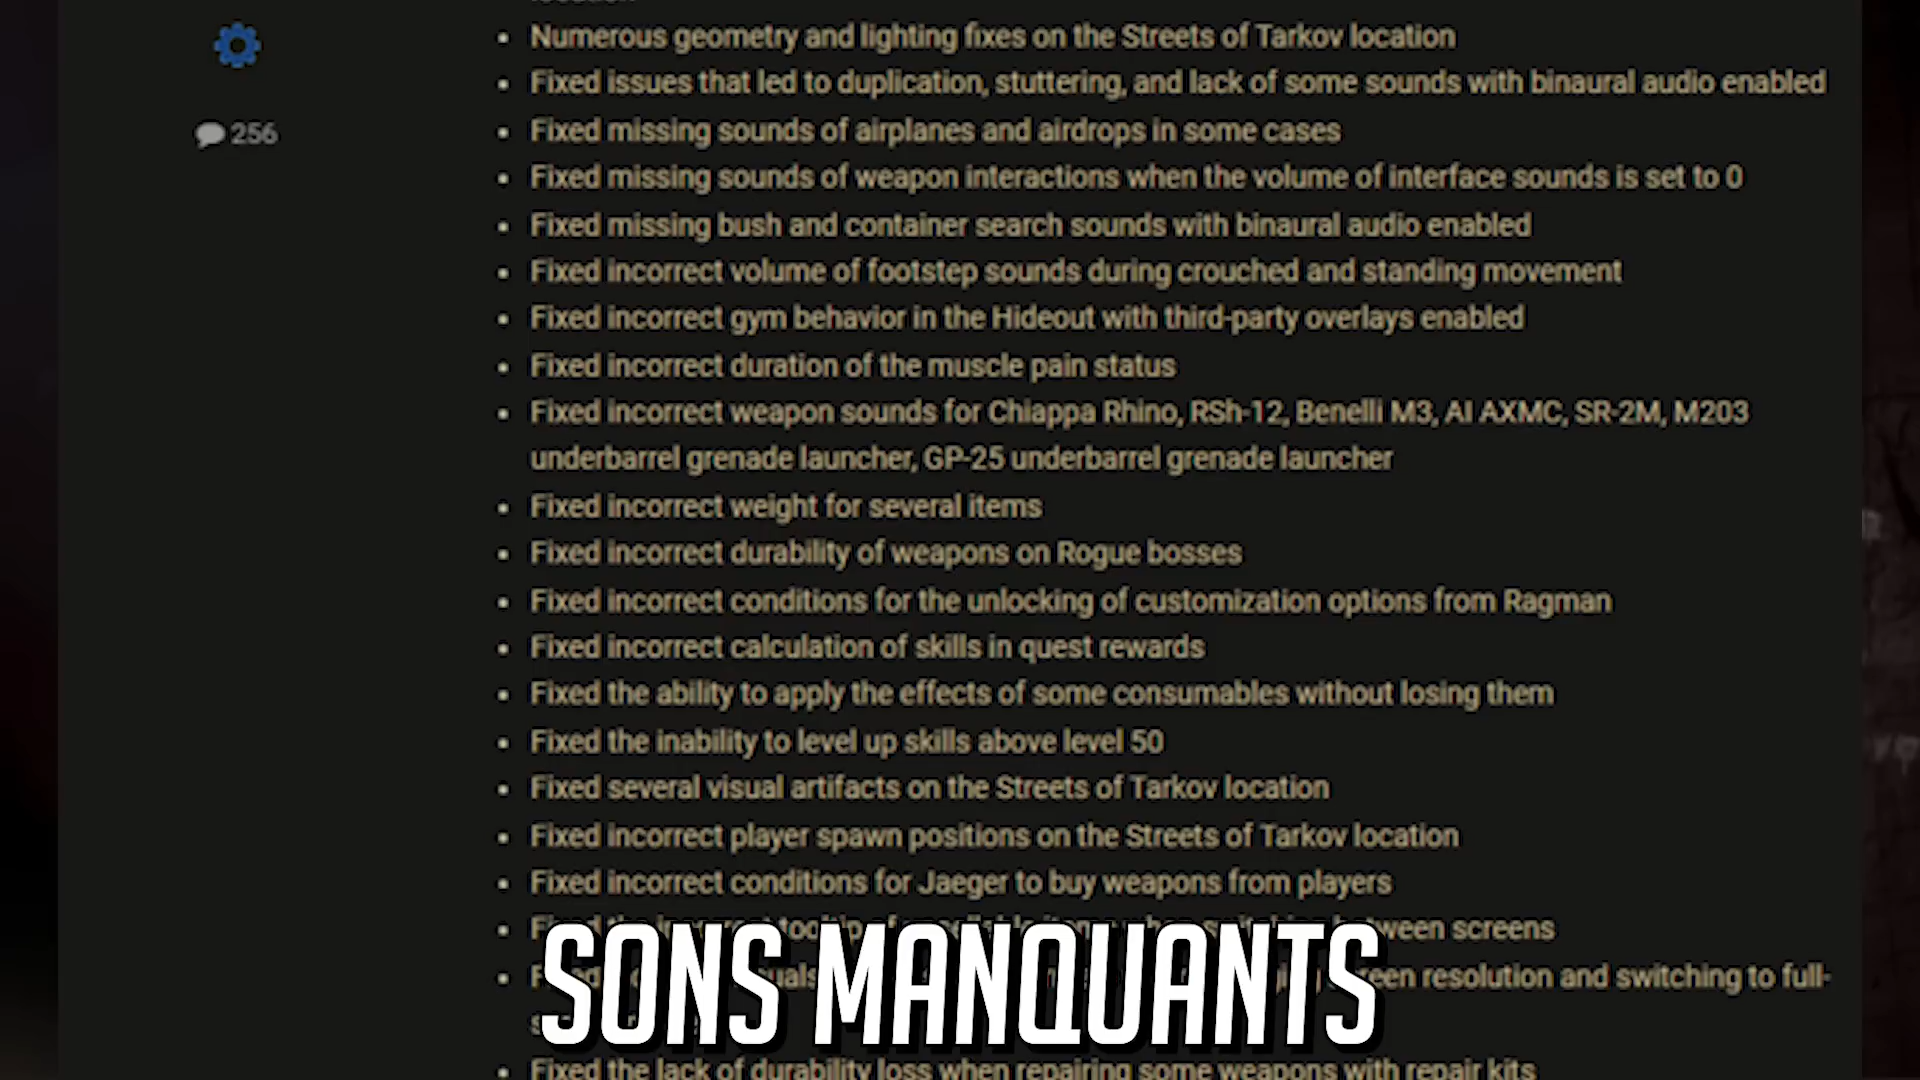 Numerous geometry and lighting fixes on the Streets of Tarkov location
Fixed issues that led to duplication, stuttering, and lack of some sounds with binaural audio enabled
256
Fixed missing sounds of airplanes and airdrops in some cases
Fixed missing sounds of weapon interactions when the volume of interface sounds is set to 0
Fixed missing bush and container search sounds with binaural audio enabled
Fixed incorrect volume of footstep sounds during crouched and standing movement
Fixed incorrect gym behavior in the Hideout with third-party overlays enabled
Fixed incorrect duration of the muscle pain status
Fixed incorrect weapon sounds for Chiappa Rhino, RSh-12, Benelli M3, AI AXMC, SR-2M, M203
underbarrel grenade launcher, GP-25 underbarrel grenade launcher
Fixed incorrect weight for several items
Fixed incorrect durability of weapons on Rogue bosses
Fixed incorrect conditions for the unlocking of customization options from Ragman
Fixed incorrect calculation of skills in quest rewards
Fixed the ability to apply the effects of some consumables without losing them
Fixed the inability to level up skills above level 50
Fixed several visual artifacts on the Streets of Tarkov location
Fixed incorrect player spawn positions on the Streets of Tarkov location
Fixed incorrect conditions for Jaeger to buy weapons from players
Fixed the incorrect tooltip of when switching between screens
resolution and switching to full-
SONS MANQUANTS
Fixed the lack of durability loss when repairing some weapons with repair kits